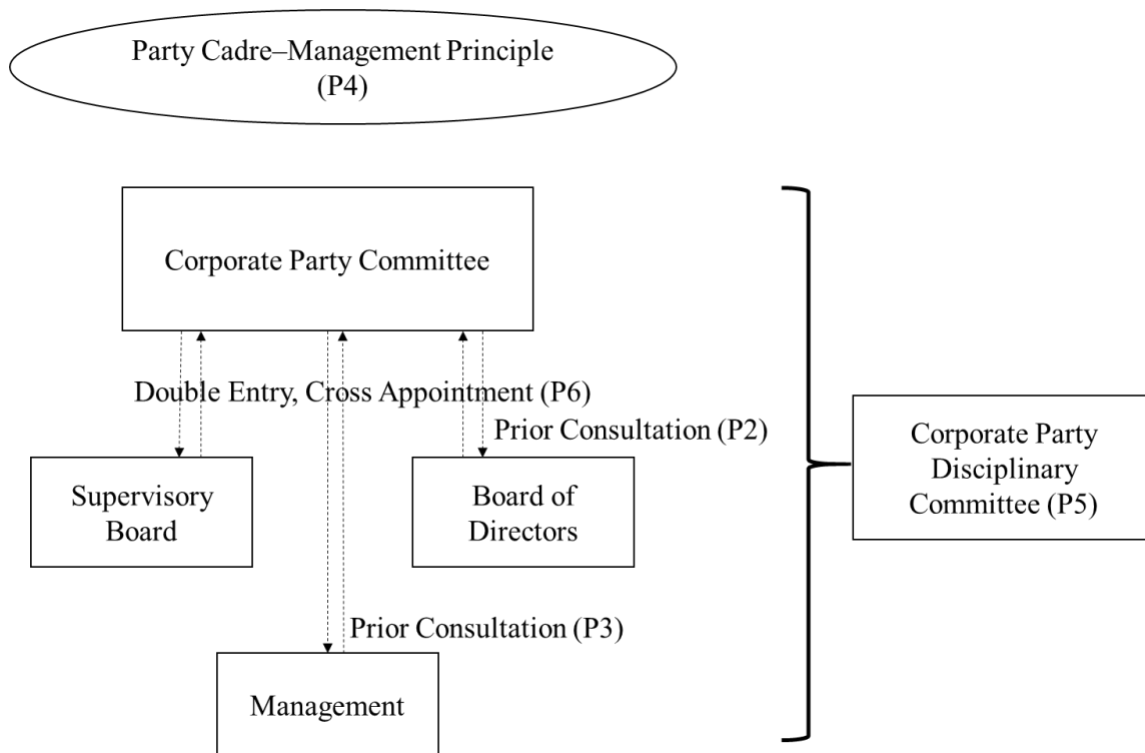 Party Cadre–Management Principle
(P4)
Corporate Party Committee
Double Entry, Cross Appointment (P6)
Prior Consultation (P2)
Supervisory
Board
Board of
Directors
Corporate Party
Disciplinary
Committee (P5)
Prior Consultation (P3)
Management